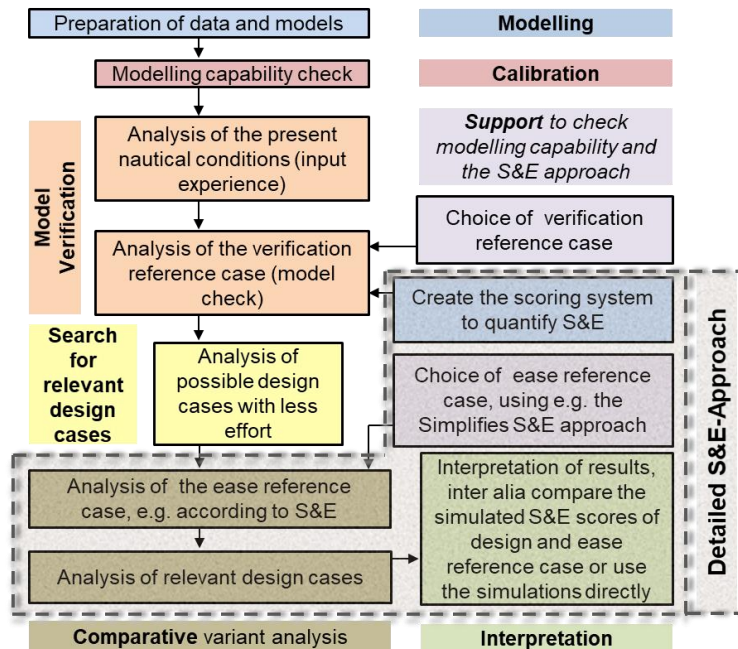 Preparation of data and models
Modelling
Modelling capability check
Calibration
Model
Verification
Analysis of the present
nautical conditions (input
experience)
Support to check
modelling capability and
the S&E approach
Analysis of the verification
reference case (model
check)
Choice of verification
reference case
Create the scoring system
to quantify S&E
Search
for
relevant
design
cases
Analysis of
possible design
cases with less
effort
Choice of ease reference
case, using e.g. the
Simplifies S&E approach
Detailed S&E-Approach
Analysis of the ease reference
case, e.g. according to S&E
Analysis of relevant design cases
Interpretation of results,
inter alia compare the
simulated S&E scores of
design and ease
reference case or use
the simulations directly
Comparative variant analysis
Interpretation